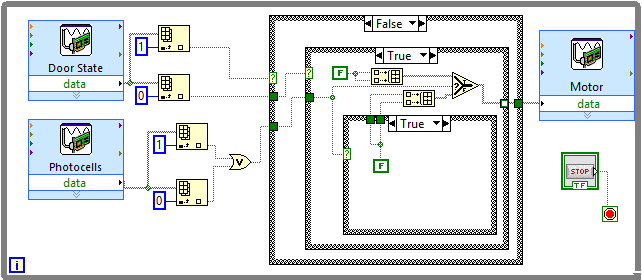 False
Door State
data
1
0
True
F
?
?
Motor
data
Photocells
data
1
0
V
True
?
F
STOP
TF
i